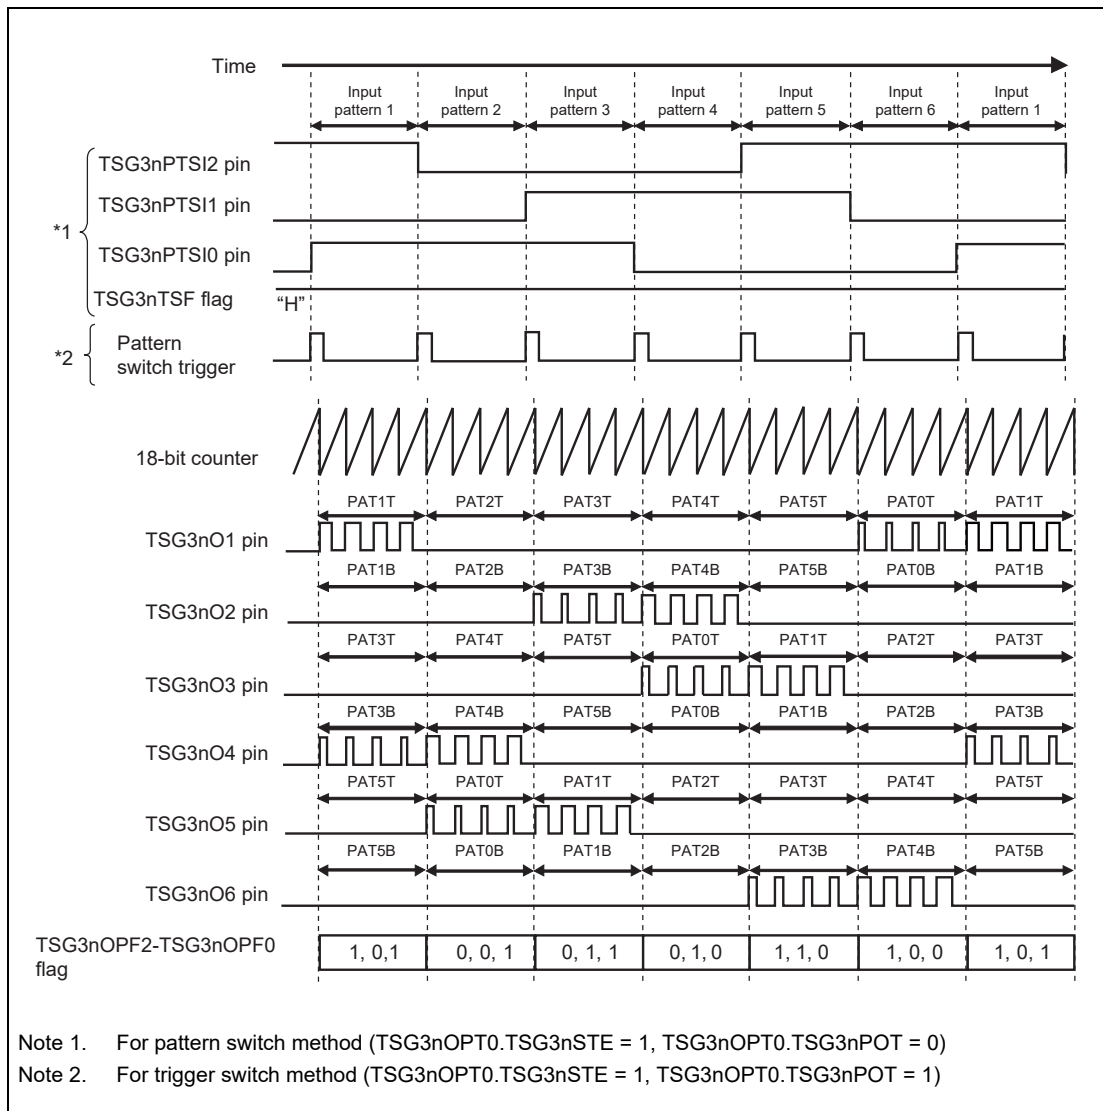 Time
Input pattern 1
Input pattern 2
Input pattern 3
Input pattern 4
Input pattern 5
Input pattern 6
Input pattern 1
*1
TSG3nPTSI2 pin
TSG3nPTSI1 pin
TSG3nPTSI0 pin
TSG3nTSF flag
“H”
*2
Pattern
switch trigger
18-bit counter
PAT1T PAT2T PAT3T PAT4T PAT5T PAT0T PAT1T
TSG3nO1 pin
PAT1B PAT2B PAT3B PAT4B PAT5B PAT0B PAT1B
TSG3nO2 pin
PAT3T PAT4T PAT5T PAT0T PAT1T PAT2T PAT3T
TSG3nO3 pin
PAT3B PAT4B PAT5B PAT0B PAT1B PAT2B PAT3B
TSG3nO4 pin
PAT5T PAT0T PAT1T PAT2T PAT3T PAT4T PAT5T
TSG3nO5 pin
PAT5B PAT0B PAT1B PAT2B PAT3B PAT4B PAT5B
TSG3nO6 pin
TSG3nOPF2-TSG3nOPF0
flag
1, 0,1 0, 0, 1 0, 1, 1 0, 1, 0 1, 1, 0 1, 0, 0 1, 0, 1
Note 1. For pattern switch method (TSG3nOPT0.TSG3nSTE = 1, TSG3nOPT0.TSG3nPOT = 0)
Note 2. For trigger switch method (TSG3nOPT0.TSG3nSTE = 1, TSG3nOPT0.TSG3nPOT = 1)